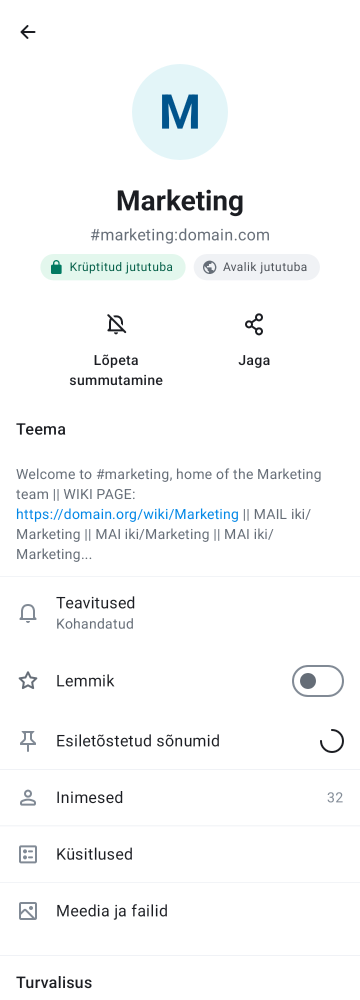 M
Marketing
#marketing:domain.com
Krüptitud jututuba
Avalik jututuba
Lõpeta
summutamine
Jaga
Teema
Welcome to #marketing, home of the Marketing
team || WIKI PAGE:
https://domain.org/wiki/Marketing || MAIL iki/
Marketing || MAI iki/Marketing || MAI iki/
Marketing...
Teavitused
Kohandatud
Lemmik
Esiletõstetud sõnumid
Inimesed 32
Küsitlused
Meedia ja failid
Turvalisus